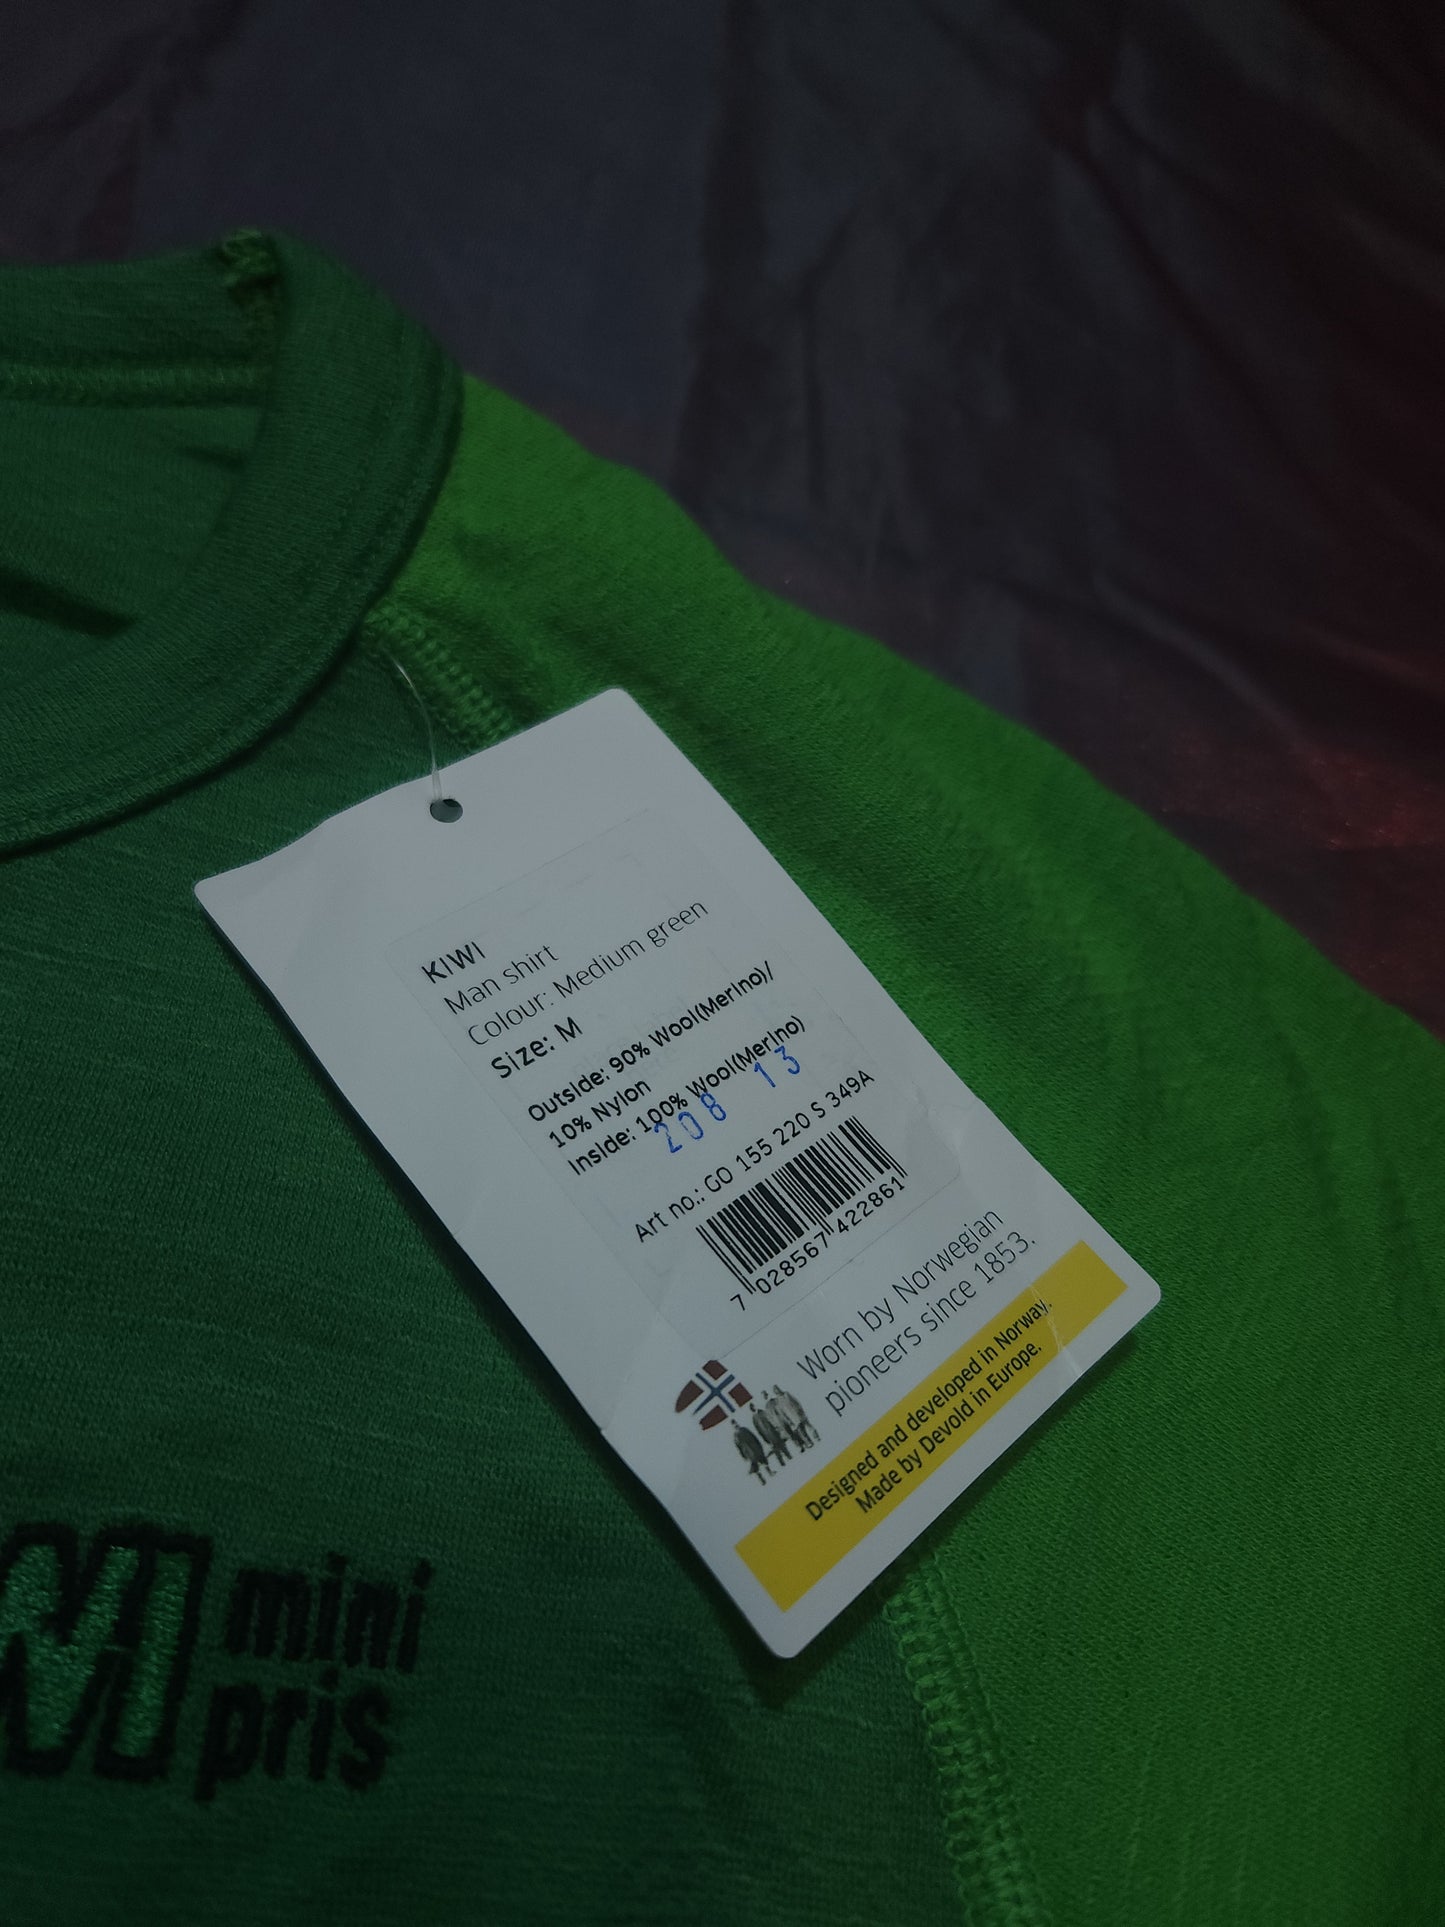 KIWI
Man shirt
Colour: Medium green
Size: M
Outside: 90% Wool(Merino)/
10% Nylon
Inside: 100% Wool(Merino)
208 13
Art no.: GO 155 220 S 349A
7 028567 422861
Worn by Norwegian
pioneers since 1853.
Designed and developed in Norway.
Made by Devold in Europe.
mini
pris